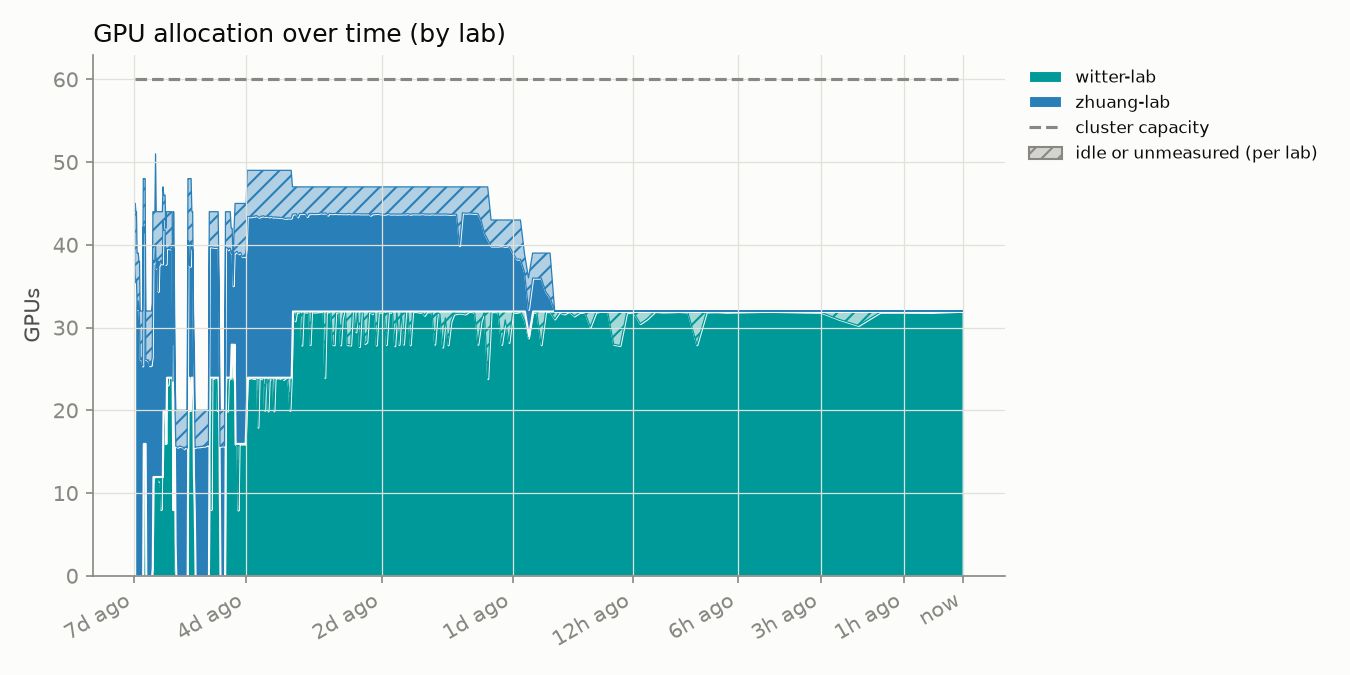 GPU allocation over time (by lab)
witter-lab
zhuang-lab
cluster capacity
idle or unmeasured (per lab)
GPUs
60
50
40
30
20
10
0
7d ago
4d ago
2d ago
1d ago
12h ago
6h ago
3h ago
1h ago
now